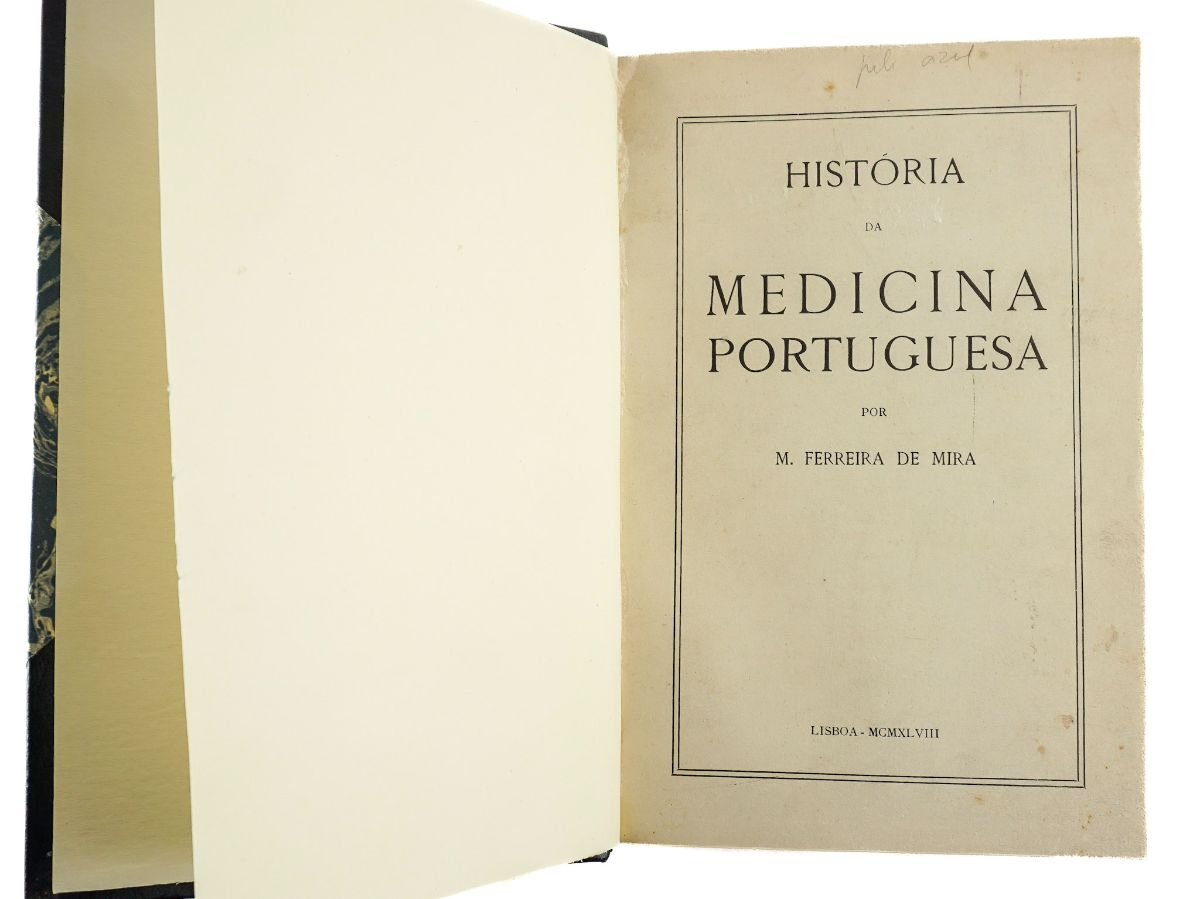 HISTÓRIA
DA
MEDICINA
PORTUGUESA
POR
M. FERREIRA DE MIRA
LISBOA - MCMXLVIII